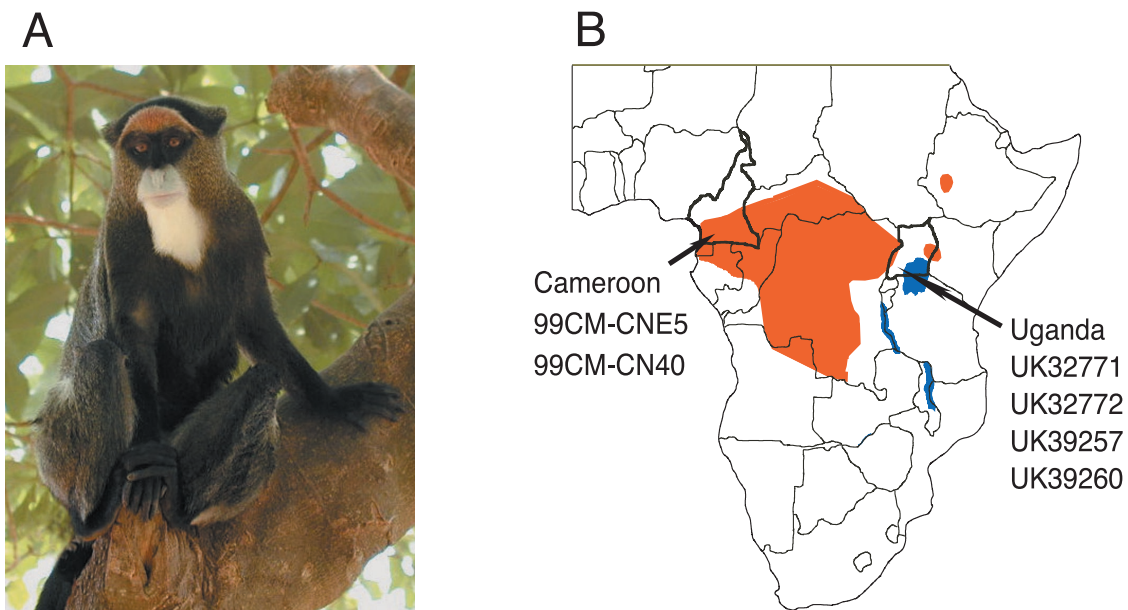 A
B
Cameroon
99CM-CNE5
99CM-CN40
Uganda
UK32771
UK32772
UK39257
UK39260